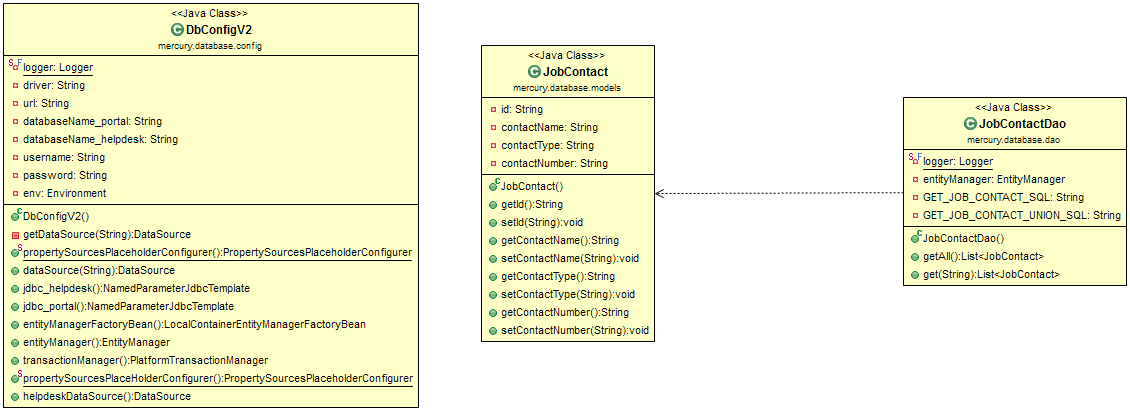 <<Java Class>>
DbConfigV2
mercury.database.config
logger: Logger
driver: String
url: String
databaseName_portal: String
databaseName_helpdesk: String
username: String
password: String
env: Environment
DbConfigV2()
getDataSource(String):DataSource
propertySourcesPlaceholderConfigurer():PropertySourcesPlaceholderConfigurer
dataSource(String):DataSource
jdbc_helpdesk():NamedParameterJdbcTemplate
jdbc_portal():NamedParameterJdbcTemplate
entityManagerFactoryBean():LocalContainerEntityManagerFactoryBean
entityManager():EntityManager
transactionManager():PlatformTransactionManager
propertySourcesPlaceHolderConfigurer():PropertySourcesPlaceholderConfigurer
helpdeskDataSource():DataSource
<<Java Class>>
JobContact
mercury.database.models
id: String
contactName: String
contactType: String
contactNumber: String
JobContact()
getId():String
setId(String):void
getContactName():String
setContactName(String):void
getContactType():String
setContactType(String):void
getContactNumber():String
setContactNumber(String):void
<<Java Class>>
JobContactDao
mercury.database.dao
logger: Logger
entityManager: EntityManager
GET_JOB_CONTACT_SQL: String
GET_JOB_CONTACT_UNION_SQL: String
JobContactDao()
getAll():List<JobContact>
get(String):List<JobContact>